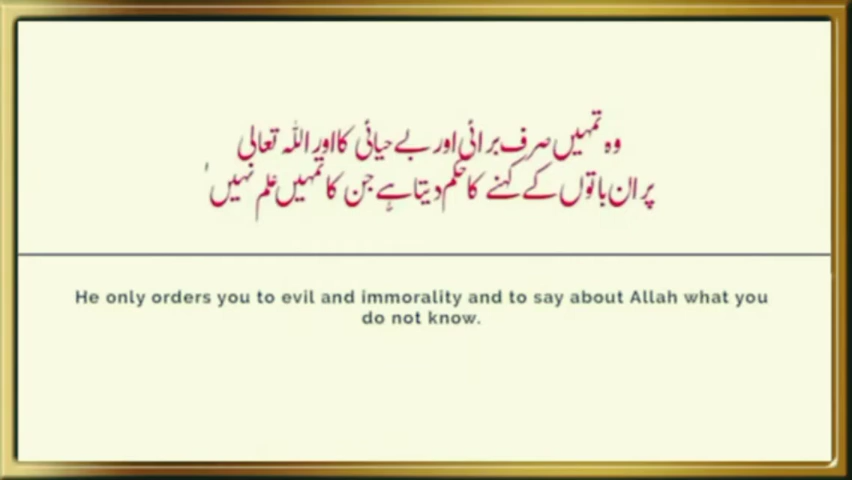 وہ تمہیں صرف برائی اور بے حیائی کا اور اللہ تعالی
پر ان باتوں کے کہنے کا حکم دیتا ہے جن کا تمہیں علم نہیں
He only orders you to evil and immorality and to say about Allah what you
do not know.